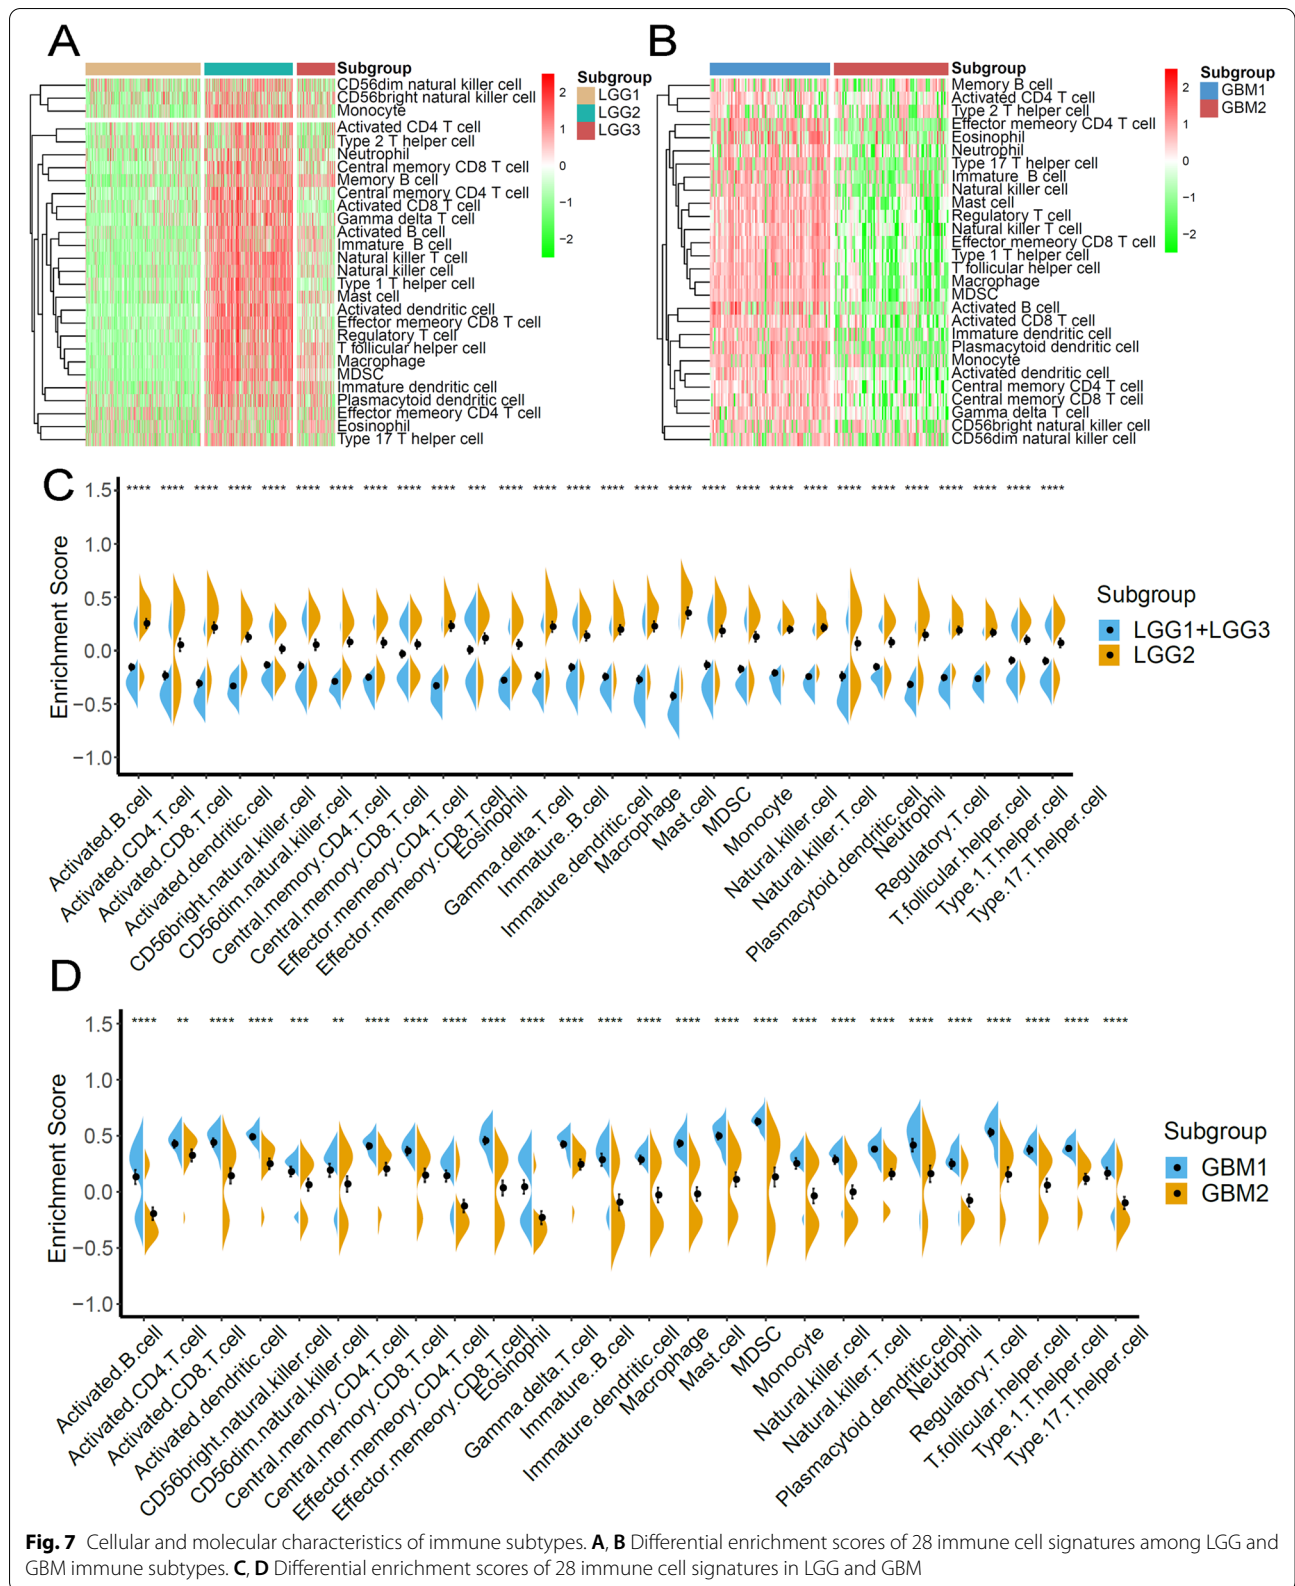 A
Subgroup
CD56dim natural killer cell
CD56bright natural killer cell
Monocyte
Activated CD4 T cell
Type 2 T helper cell
Neutrophil
Central memory CD8 T cell
Memory B cell
Central memory CD4 T cell
Activated CD8 T cell
Gamma delta T cell
Activated B cell
Immature  B cell
Natural killer T cell
Natural killer cell
Type 1 T helper cell
Mast cell
Activated dendritic cell
Effector memeory CD8 T cell
Regulatory T cell
T follicular helper cell
Macrophage
MDSC
Immature dendritic cell
Plasmacytoid dendritic cell
Effector memeory CD4 T cell
Eosinophil
Type 17 T helper cell
2
1
0
−1
−2
Subgroup
LGG1
LGG2
LGG3
B
Subgroup
Memory B cell
Activated CD4 T cell
Type 2 T helper cell
Effector memeory CD4 T cell
Eosinophil
Neutrophil
Type 17 T helper cell
Immature  B cell
Natural killer cell
Mast cell
Regulatory T cell
Natural killer T cell
Effector memeory CD8 T cell
Type 1 T helper cell
T follicular helper cell
Macrophage
MDSC
Activated B cell
Activated CD8 T cell
Immature dendritic cell
Plasmacytoid dendritic cell
Monocyte
Activated dendritic cell
Central memory CD4 T cell
Central memory CD8 T cell
Gamma delta T cell
CD56bright natural killer cell
CD56dim natural killer cell
2
1
0
−1
−2
Subgroup
GBM1
GBM2
C
Enrichment Score
1.5
1.0
0.5
0.0
−0.5
−1.0
**** **** **** **** **** **** **** **** **** **** *** **** **** **** **** **** **** **** **** **** **** **** **** **** **** **** **** ****
Activated.B.cell
Activated.CD4.T.cell
Activated.CD8.T.cell
Activated.dendritic.cell
CD56bright.natural.killer.cell
CD56dim.natural.killer.cell
Central.memory.CD4.T.cell
Central.memory.CD8.T.cell
Effector.memeory.CD4.T.cell
Effector.memeory.CD8.T.cell
Eosinophil
Gamma.delta.T.cell
Immature..B.cell
Immature.dendritic.cell
Macrophage
Mast.cell
MDSC
Monocyte
Natural.killer.cell
Natural.killer.T.cell
Plasmacytoid.dendritic.cell
Neutrophil
Regulatory.T.cell
T.follicular.helper.cell
Type.1.T.helper.cell
Type.17.T.helper.cell
Subgroup
LGG1+LGG3
LGG2
D
Enrichment Score
1.5
1.0
0.5
0.0
−0.5
−1.0
**** ** **** **** *** ** **** **** **** **** **** **** **** **** **** **** **** **** **** **** **** **** **** **** **** ****
Activated.B.cell
Activated.CD4.T.cell
Activated.CD8.T.cell
Activated.dendritic.cell
CD56bright.natural.killer.cell
CD56dim.natural.killer.cell
Central.memory.CD4.T.cell
Central.memory.CD8.T.cell
Effector.memeory.CD4.T.cell
Effector.memeory.CD8.T.cell
Eosinophil
Gamma.delta.T.cell
Immature..B.cell
Immature.dendritic.cell
Macrophage
Mast.cell
MDSC
Monocyte
Natural.killer.cell
Natural.killer.T.cell
Plasmacytoid.dendritic.cell
Neutrophil
Regulatory.T.cell
T.follicular.helper.cell
Type.1.T.helper.cell
Type.17.T.helper.cell
Subgroup
GBM1
GBM2
Fig. 7 Cellular and molecular characteristics of immune subtypes. A, B Differential enrichment scores of 28 immune cell signatures among LGG and
GBM immune subtypes. C, D Differential enrichment scores of 28 immune cell signatures in LGG and GBM